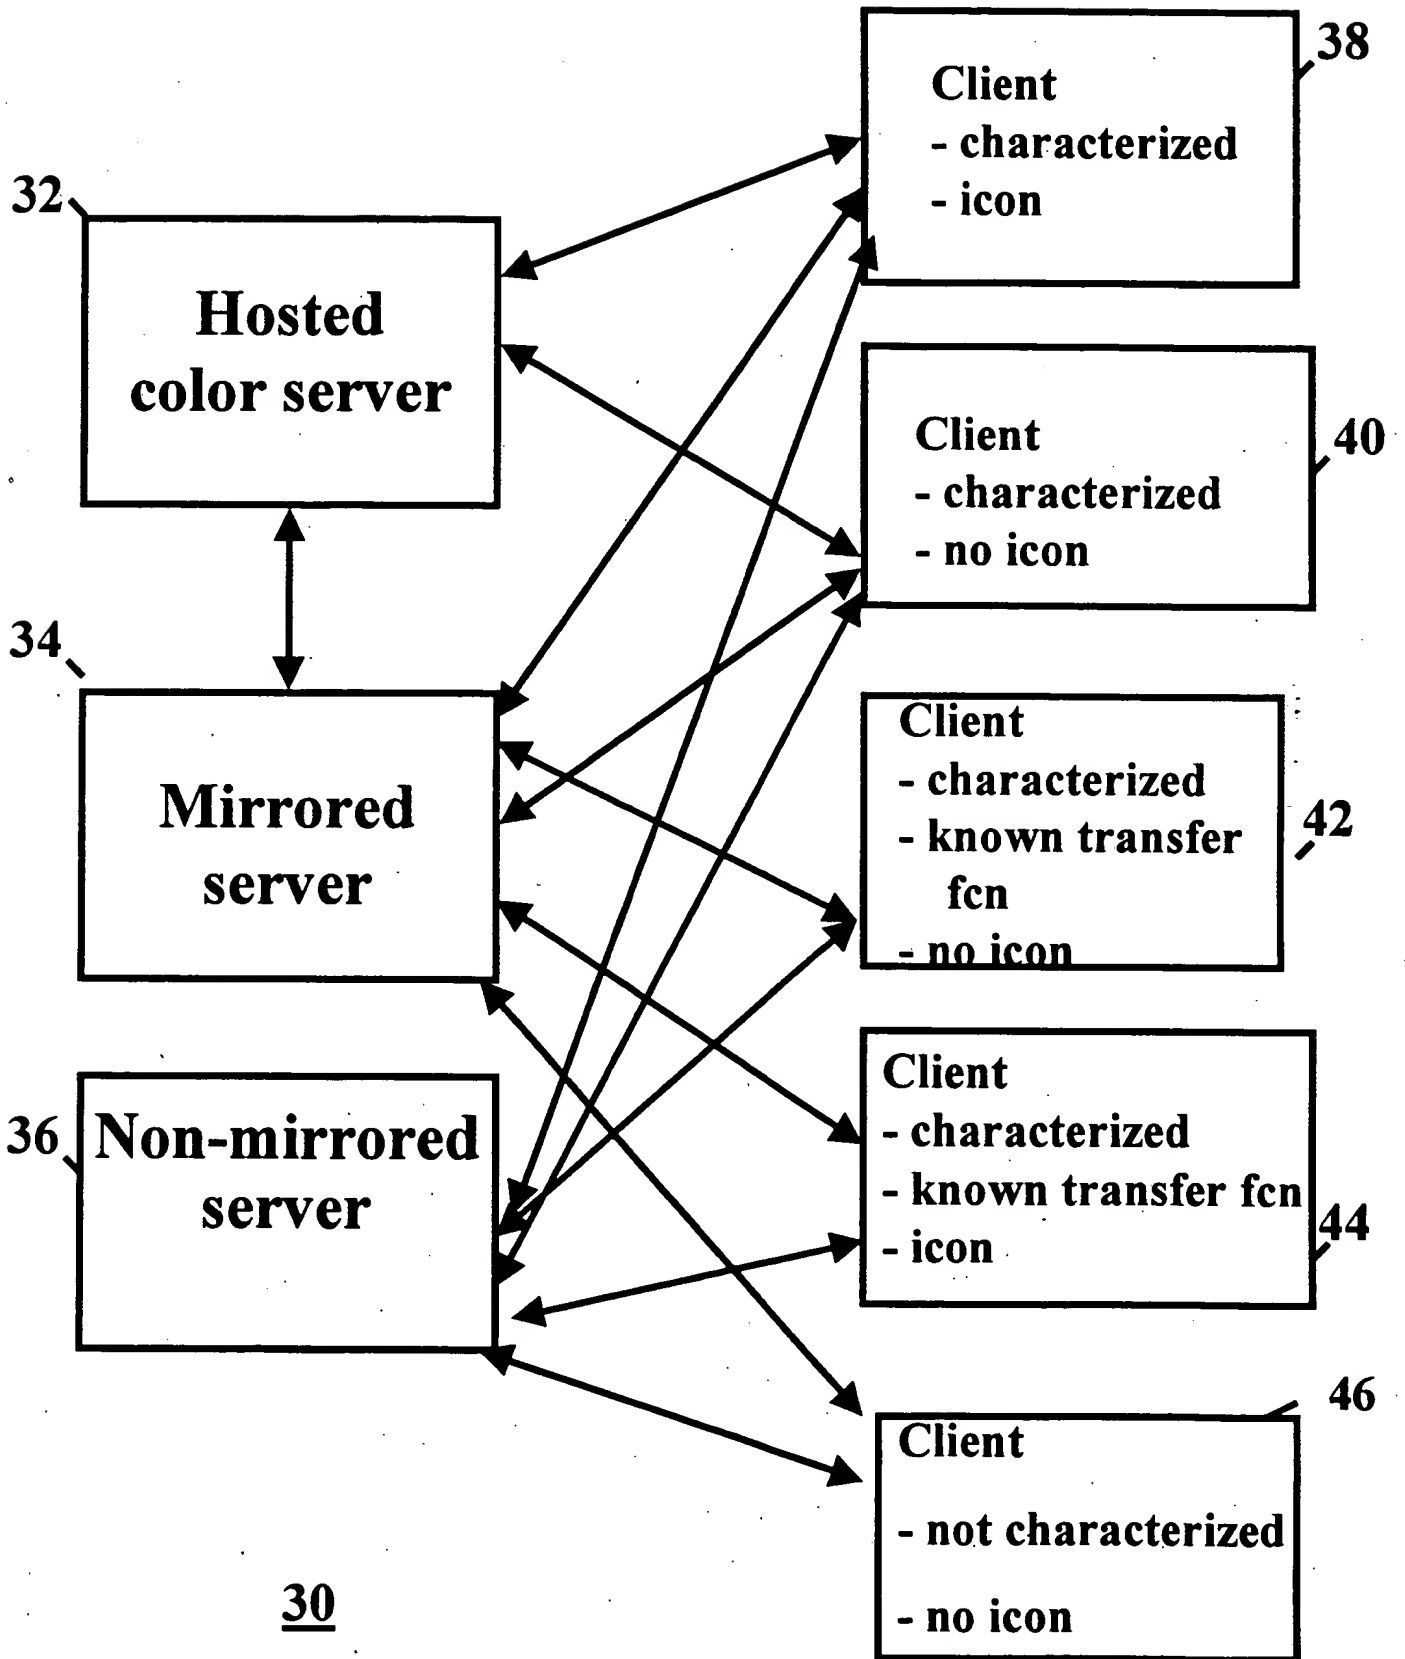 38
Client
- characterized
- icon
32
Hosted
color server
40
Client
- characterized
- no icon
34
Mirrored
server
Client
- characterized
- known transfer
fcn
- no icon
42
36
Non-mirrored
server
Client
- characterized
- known transfer fcn
- icon
44
46
Client
- not characterized
- no icon
30